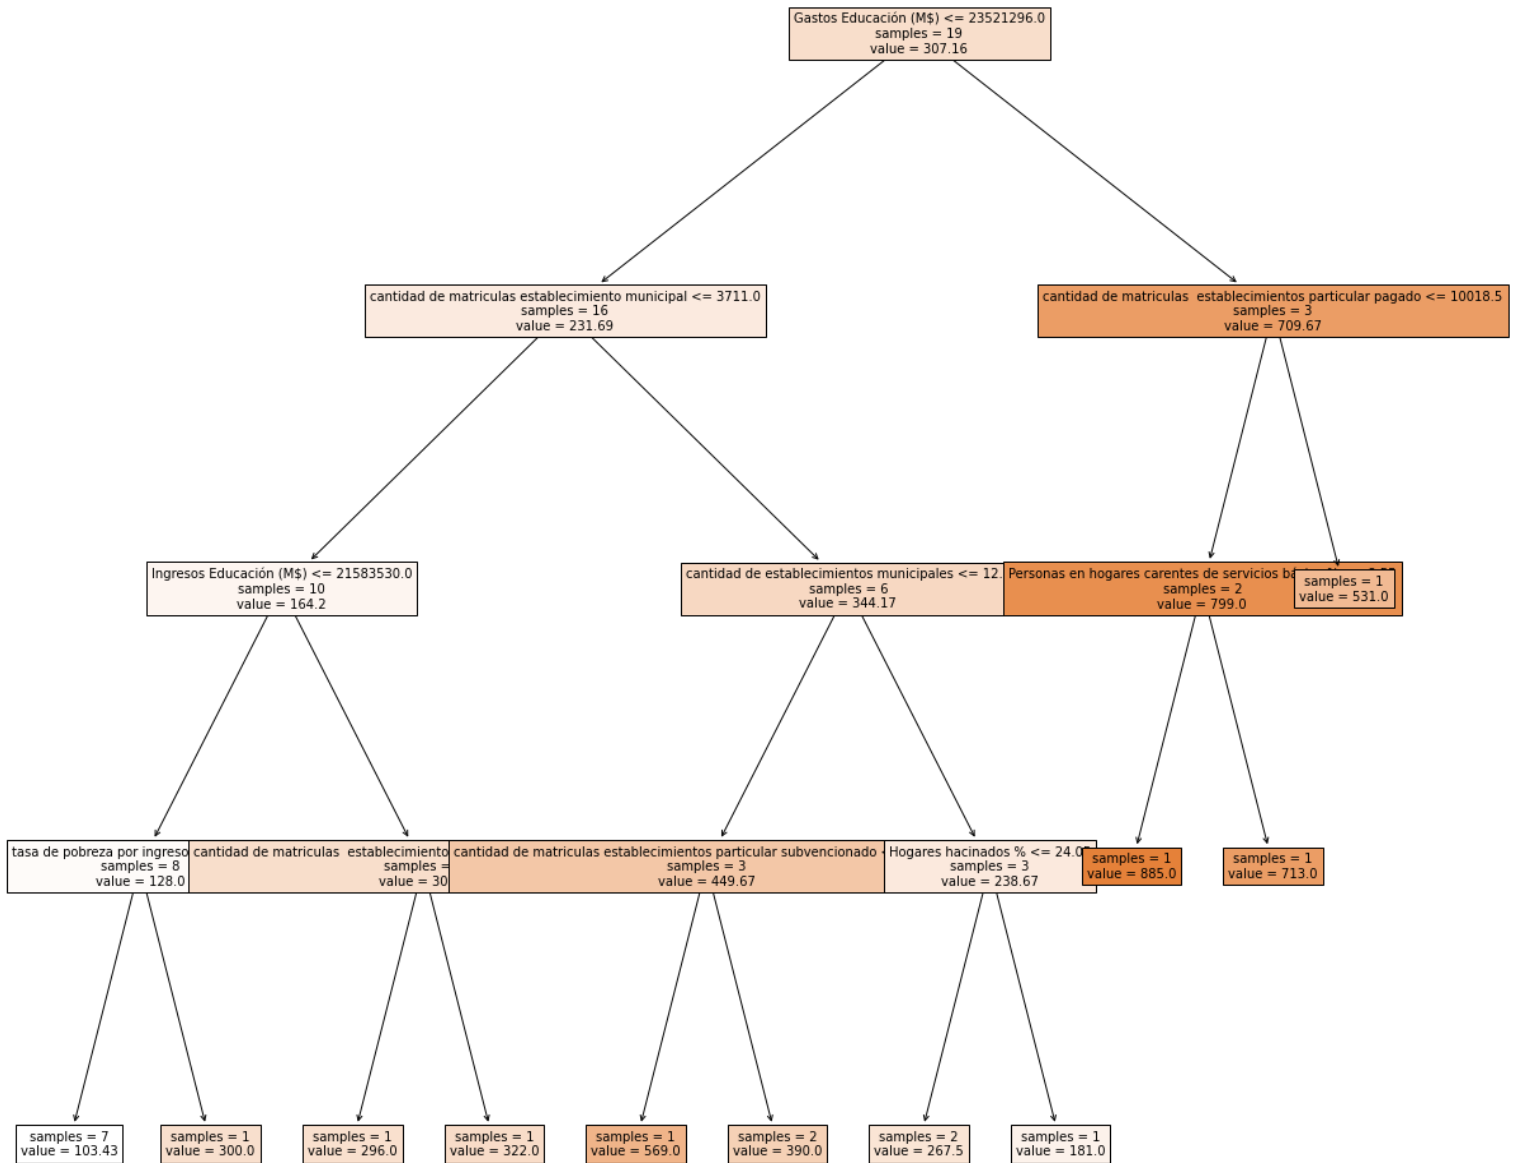 Gastos Educación (M$) <= 23521296.0
samples = 19
value = 307.16
cantidad de matriculas establecimiento municipal <= 3711.0
samples = 16
value = 231.69
cantidad de matriculas  establecimientos particular pagado <= 10018.5
samples = 3
value = 709.67
Ingresos Educación (M$) <= 21583530.0
samples = 10
value = 164.2
cantidad de establecimientos municipales <= 12.
samples = 6
value = 344.17
Personas en hogares carentes de servicios
samples = 2
value = 799.0
samples = 1
value = 531.0
tasa de pobreza por ingreso
samples = 8
value = 128.0
cantidad de matriculas  establecimiento
samples =
value = 30
cantidad de matriculas establecimientos particular subvencionado
samples = 3
value = 449.67
Hogares hacinados % <= 24.0
samples = 3
value = 238.67
samples = 1
value = 885.0
samples = 1
value = 713.0
samples = 7
value = 103.43
samples = 1
value = 300.0
samples = 1
value = 296.0
samples = 1
value = 322.0
samples = 1
value = 569.0
samples = 2
value = 390.0
samples = 2
value = 267.5
samples = 1
value = 181.0